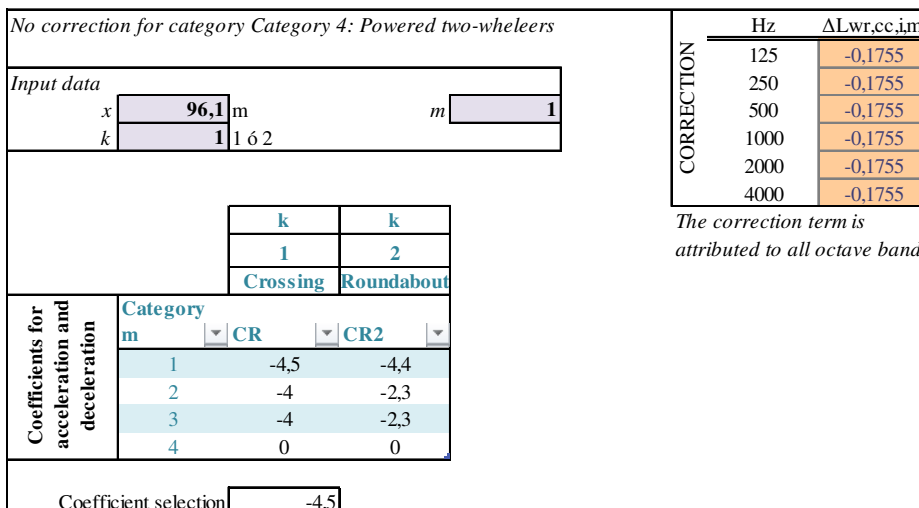 No correction for category Category 4: Powered two-wheleers
Input data
x 96,1 m m 1
k 1 1 ó 2
k k
1 2
Crossing Roundabout
Coefficients for
acceleration and
deceleration
Category
m CR CR2
1 -4,5 -4,4
2 -4 -2,3
3 -4 -2,3
4 0 0
Coefficient selection -4,5
CORRECTION
Hz ΔLwr,cc,i,m
125 -0,1755
250 -0,1755
500 -0,1755
1000 -0,1755
2000 -0,1755
4000 -0,1755
The correction term is
attributed to all octave band